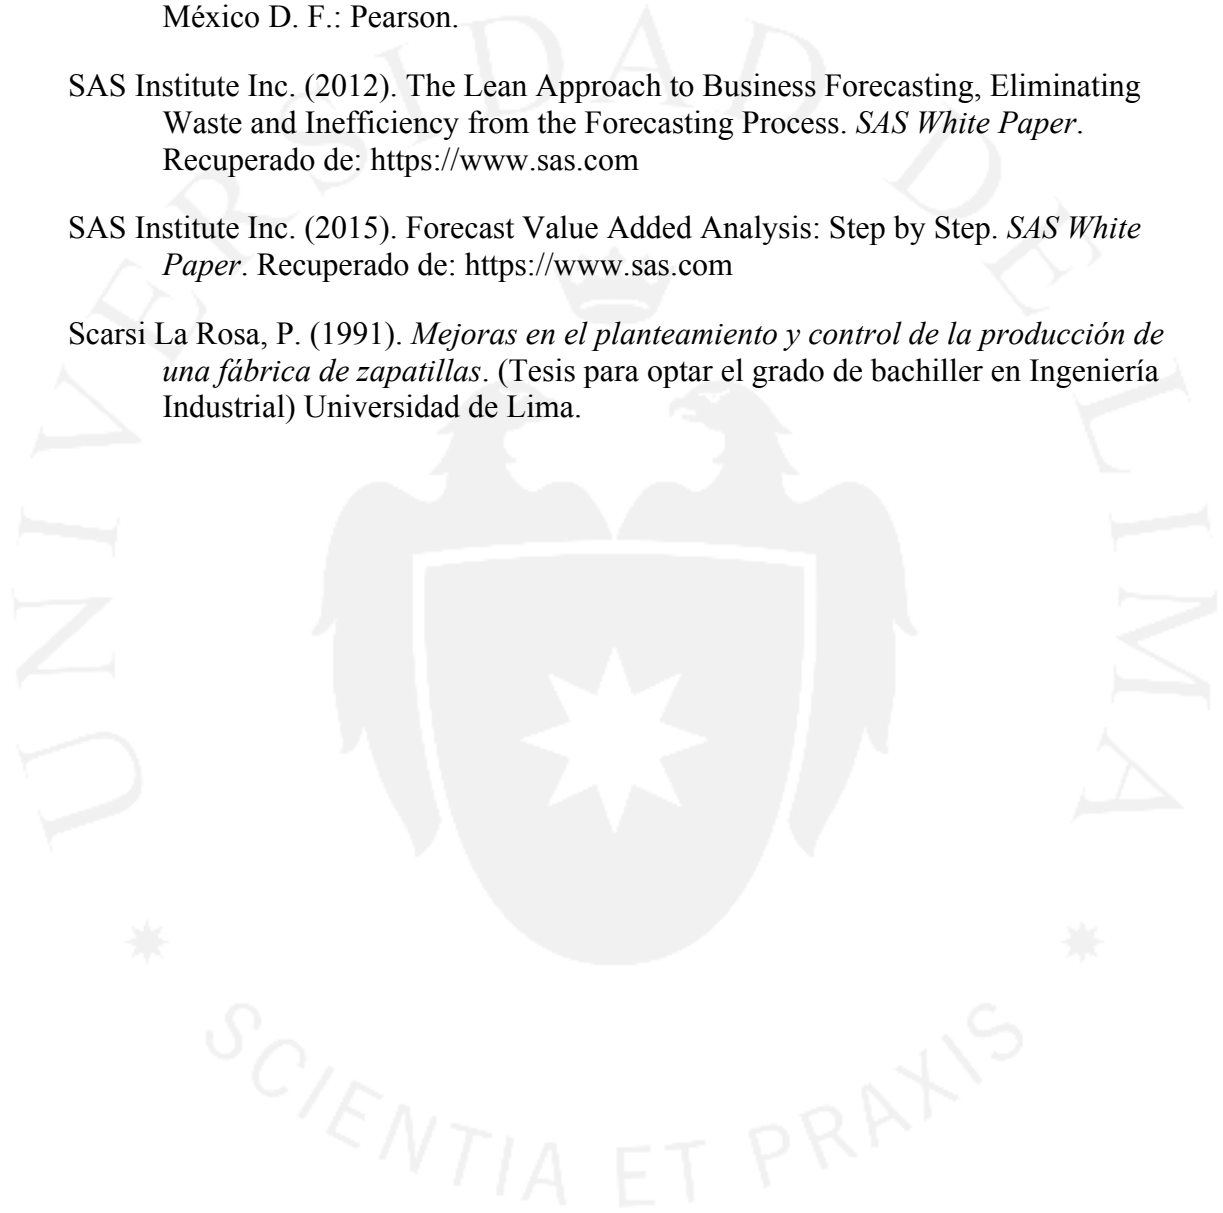 México D. F.: Pearson.
SAS Institute Inc. (2012). The Lean Approach to Business Forecasting, Eliminating
Waste and Inefficiency from the Forecasting Process. SAS White Paper.
Recuperado de: https://www.sas.com
SAS Institute Inc. (2015). Forecast Value Added Analysis: Step by Step. SAS White
Paper. Recuperado de: https://www.sas.com
Scarsi La Rosa, P. (1991). Mejoras en el planteamiento y control de la producción de
una fábrica de zapatillas. (Tesis para optar el grado de bachiller en Ingeniería
Industrial) Universidad de Lima.
UNIVERSIDAD DE LIMA
SCIENTIA ET PRAXIS